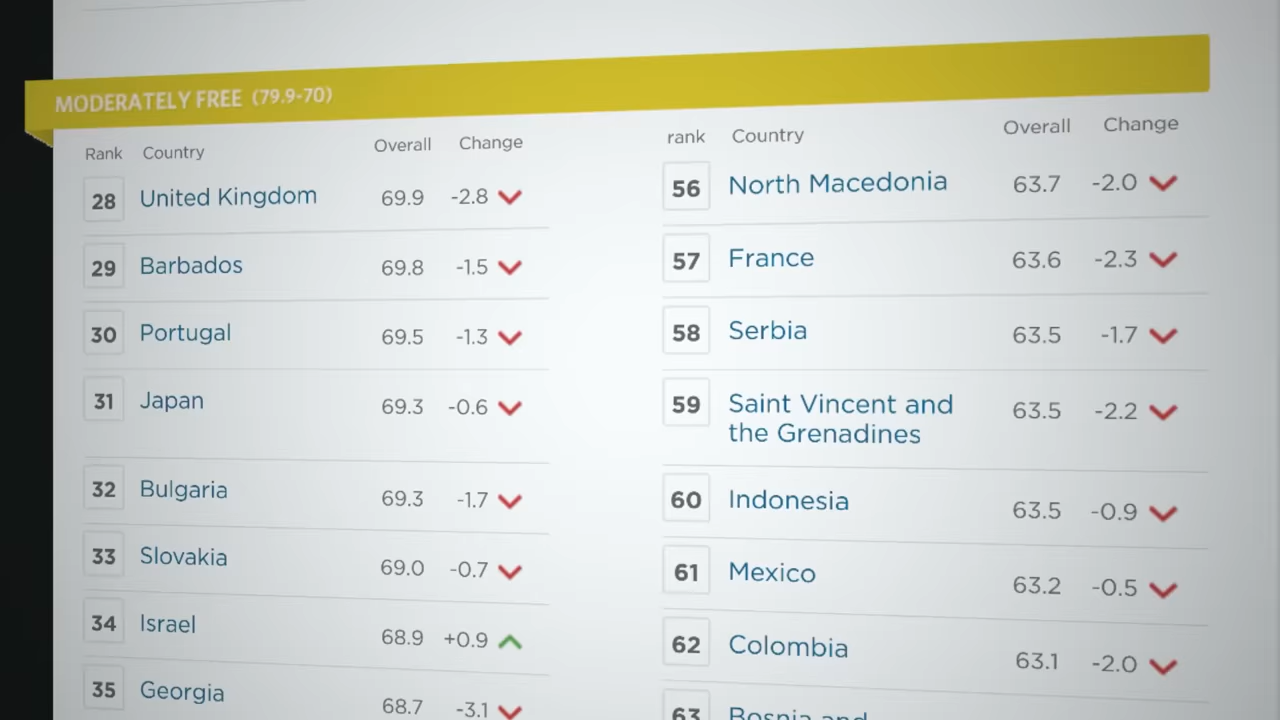 MODERATELY FREE (79.9-70)
Rank Country Overall Change
28 United Kingdom 69.9 -2.8
29 Barbados 69.8 -1.5
30 Portugal 69.5 -1.3
31 Japan 69.3 -0.6
32 Bulgaria 69.3 -1.7
33 Slovakia 69.0 -0.7
34 Israel 68.9 +0.9
35 Georgia 68.7 -3.1
rank Country Overall Change
56 North Macedonia 63.7 -2.0
57 France 63.6 -2.3
58 Serbia 63.5 -1.7
59 Saint Vincent and
the Grenadines 63.5 -2.2
60 Indonesia 63.5 -0.9
61 Mexico 63.2 -0.5
62 Colombia 63.1 -2.0
63 Bosnia and